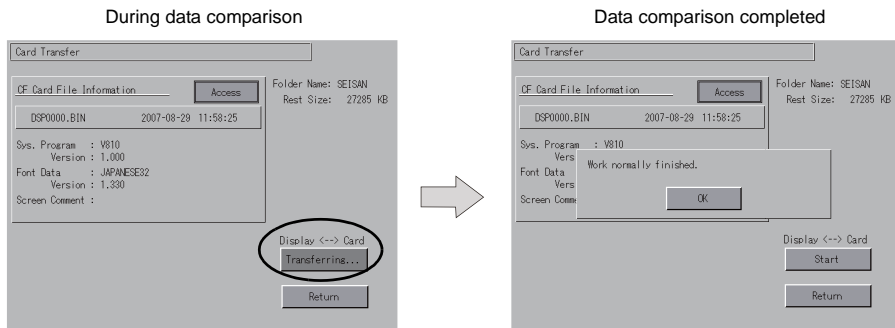 During data comparison
Card Transfer
CF Card File Information
Access
Folder Name: SEISAN
Rest Size: 27285 KB
DSP0000.BIN 2007-08-29 11:58:25
Sys. Program : V810
Version : 1.000
Font Data : JAPANESE32
Version : 1.330
Screen Comment :
Display <--> Card
Transferring...
Return
Data comparison completed
Card Transfer
CF Card File Information
Access
Folder Name: SEISAN
Rest Size: 27285 KB
DSP0000.BIN 2007-08-29 11:58:25
Sys. Program : V810
Vers
Font Data
Vers
Screen Comme
Work normally finished.
OK
Display <--> Card
Start
Return